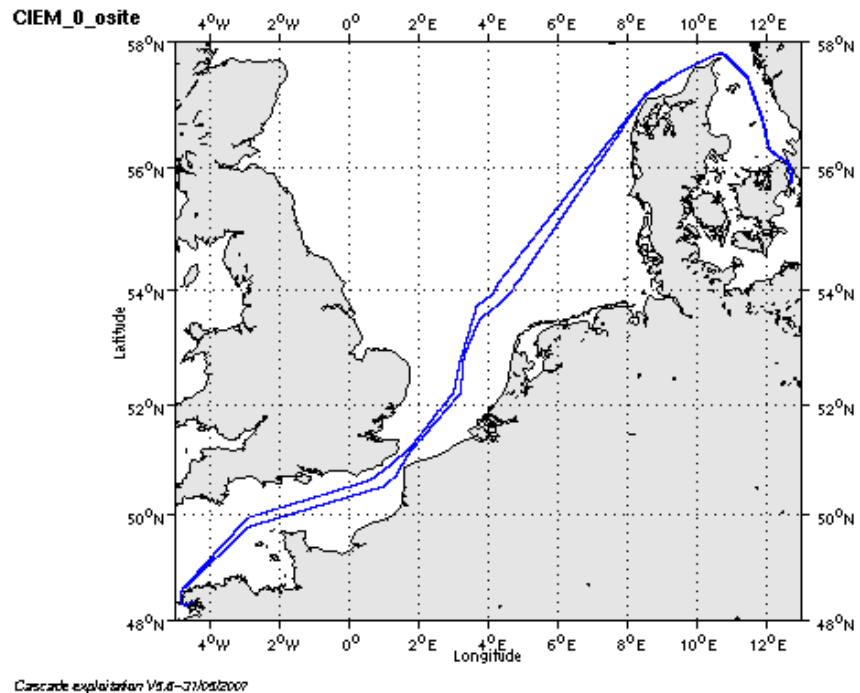 CIEM_0_osite
4°W 2°W 0° 2°E 4°E 6°E 8°E 10°E 12°E
58°N 58°N
56°N 56°N
54°N 54°N
Latitude
52°N 52°N
50°N 50°N
48°N 48°N
4°W 2°W 0° 2°E 4°E 6°E 8°E 10°E 12°E
Longitude
Cascade exploitation V5.6-31/05/2007